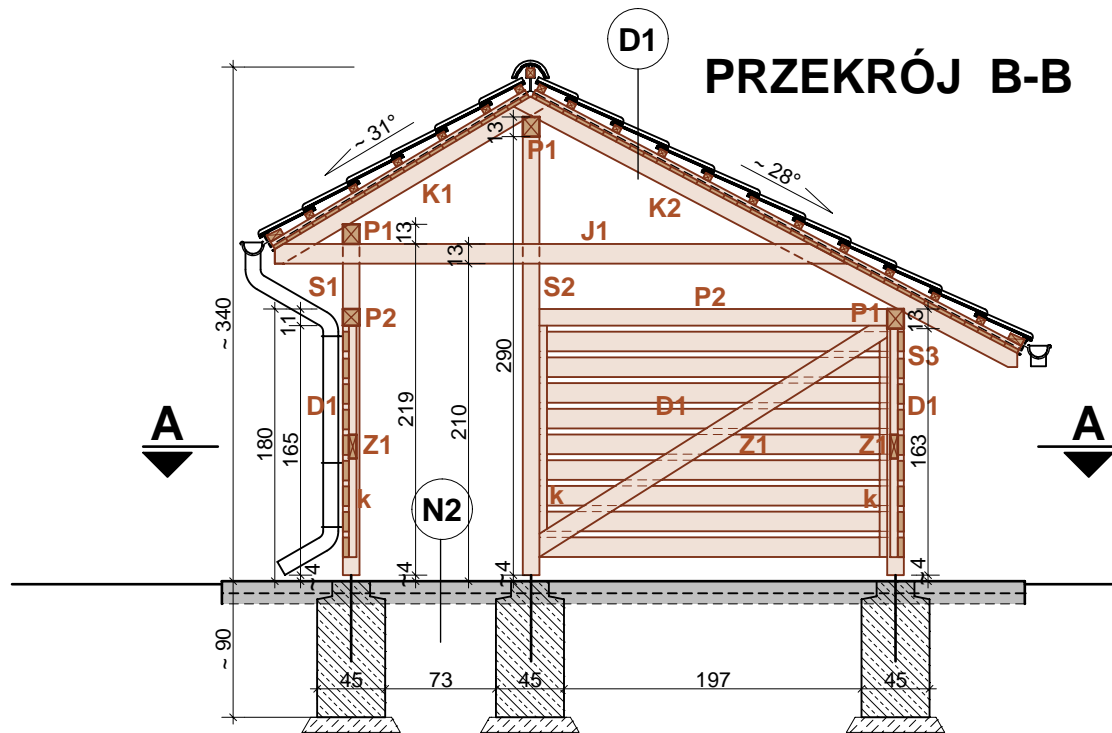 D1
PRZEKRÓJ B-B
~ 31°
13
P1
~ 28°
K1
K2
P1
13
J1
13
S1
S2
P2
P2
P1
13
~ 340
11
290
S3
219
210
D1
D1
D1
A
A
180
165
Z1
Z1
Z1
163
k
k
k
N2
~4
~4
~4
~4
~ 90
45
73
45
197
45